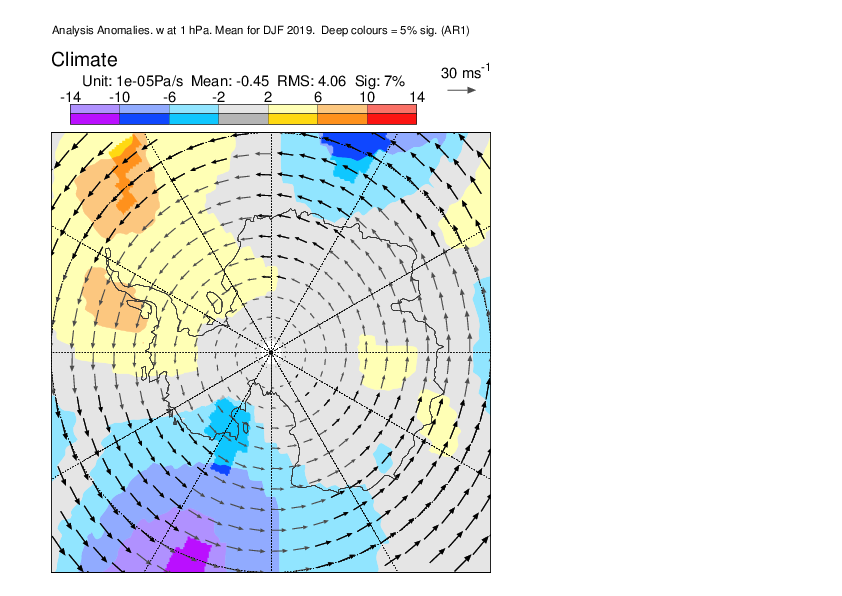 Analysis Anomalies. w at 1 hPa. Mean for DJF 2019. Deep colours = 5% sig. (AR1)
Climate
30 ms-1
Unit: 1e-05Pa/s Mean: -0.45 RMS: 4.06 Sig: 7%
-14 -10 -6 -2 2 6 10 14